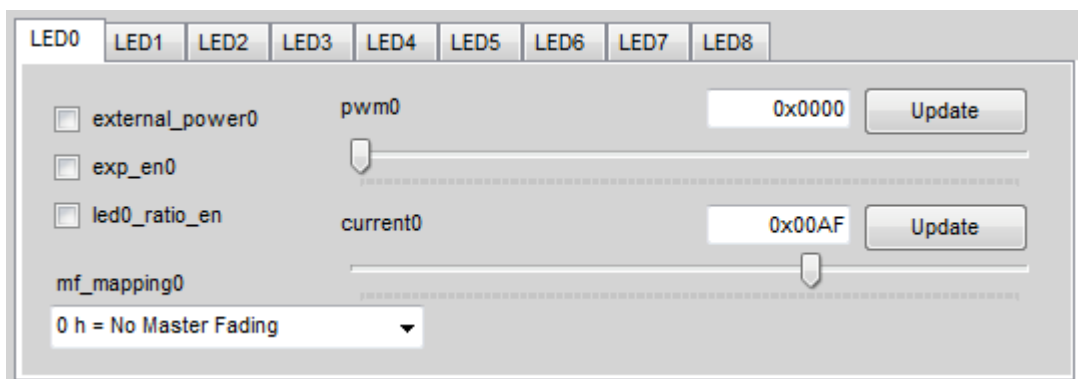 LED0 LED1 LED2 LED3 LED4 LED5 LED6 LED7 LED8
external_power0
exp_en0
led0_ratio_en
mf_mapping0
0 h = No Master Fading
pwm0 0x0000 Update
current0 0x00AF Update